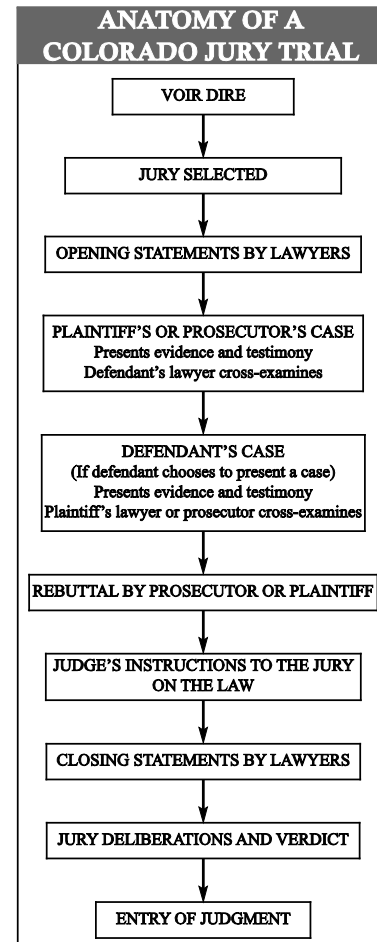 ANATOMY OF A
COLORADO JURY TRIAL
VOIR DIRE
JURY SELECTED
OPENING STATEMENTS BY LAWYERS
PLAINTIFF'S OR PROSECUTOR'S CASE
Presents evidence and testimony
Defendant's lawyer cross-examines
DEFENDANT'S CASE
(If defendant chooses to present a case)
Presents evidence and testimony
Plaintiff's lawyer or prosecutor cross-examines
REBUTTAL BY PROSECUTOR OR PLAINTIFF
JUDGE'S INSTRUCTIONS TO THE JURY
ON THE LAW
CLOSING STATEMENTS BY LAWYERS
JURY DELIBERATIONS AND VERDICT
ENTRY OF JUDGMENT